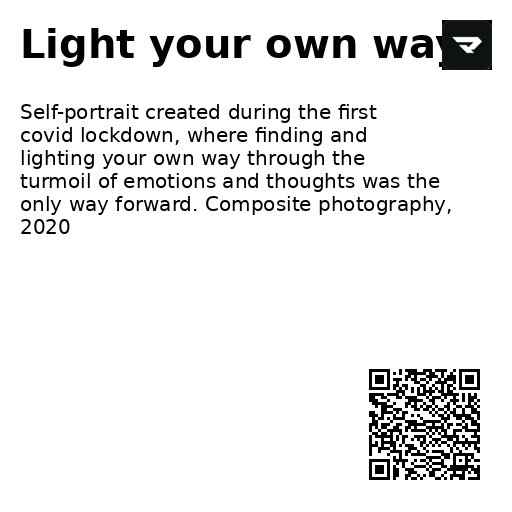 Light your own way
Self-portrait created during the first
covid lockdown, where finding and
lighting your own way through the
turmoil of emotions and thoughts was the
only way forward. Composite photography,
2020